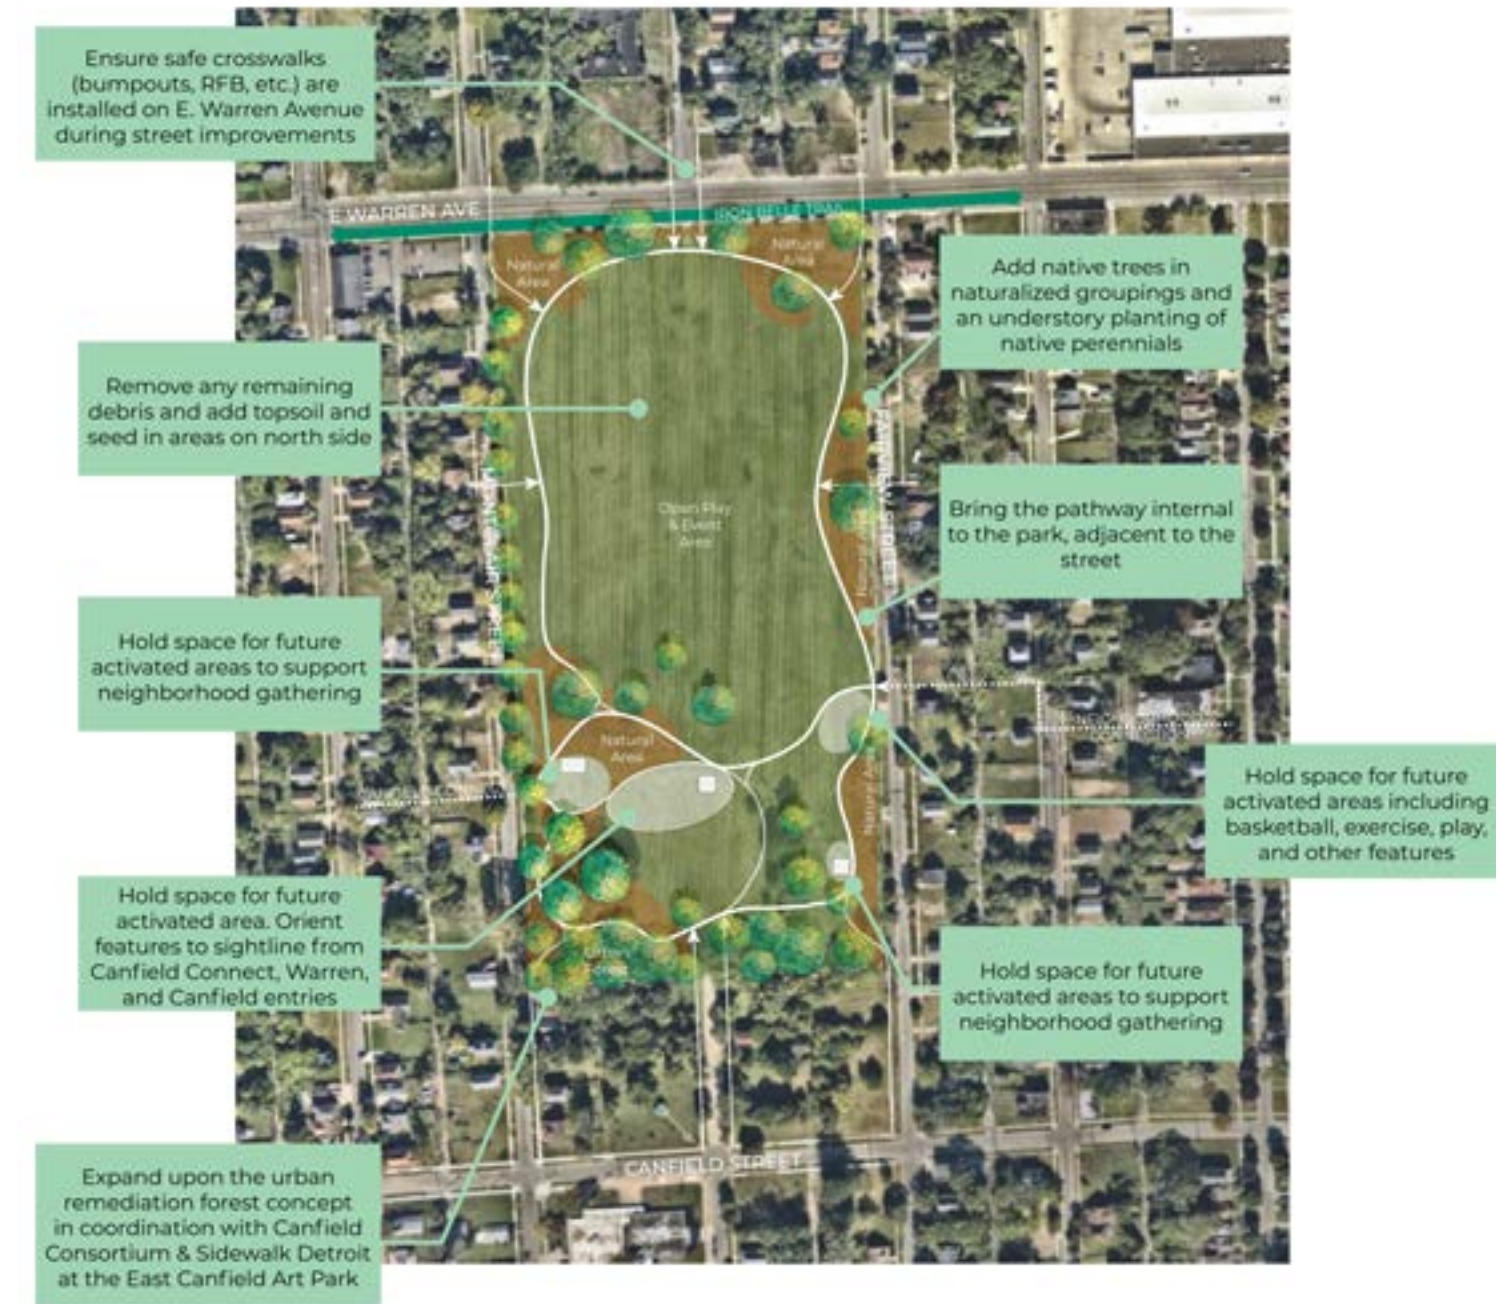 Ensure safe crosswalks
(bumpouts, RFB, etc.) are
installed on E. Warren Avenue
during street improvements
E WARREN AVE
IRON BELLE TRAIL
Natural
Area
Natural
Area
Add native trees in
naturalized groupings and
an understory planting of
native perennials
Remove any remaining
debris and add topsoil and
seed in areas on north side
Open Play
& Event
Area
Bring the pathway internal
to the park, adjacent to the
street
Hold space for future
activated areas to support
neighborhood gathering
Natural
Area
Hold space for future
activated areas including
basketball, exercise, play,
and other features
Hold space for future
activated area. Orient
features to sightline from
Canfield Connect, Warren,
and Canfield entries
Hold space for future
activated areas to support
neighborhood gathering
CANFIELD STREET
Expand upon the urban
remediation forest concept
in coordination with Canfield
Consortium & Sidewalk Detroit
at the East Canfield Art Park